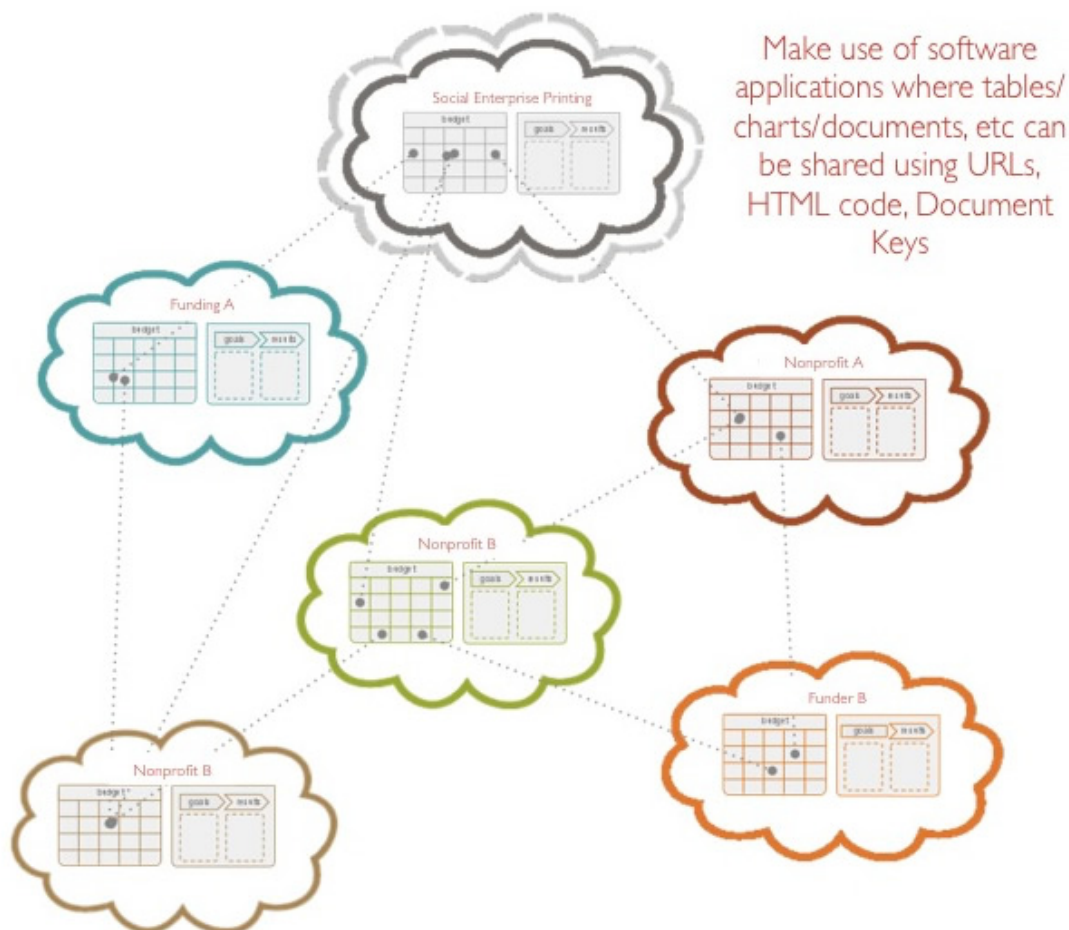 Make use of software
applications where tables/
charts/documents, etc can
be shared using URLs,
HTML code, Document
Keys
Social Enterprise Printing
budget
goals
Funding A
budget
goals
Nonprofit A
budget
goals
Nonprofit B
budget
goals
Funder B
budget
goals
Nonprofit B
budget
goals